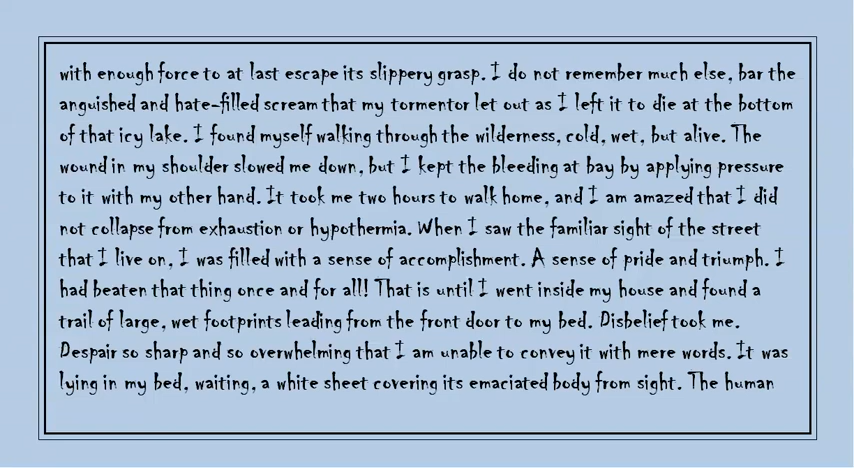 with enough force to at last escape its slippery grasp. I do not remember much else, bar the
anguished and hate-filled scream that my tormentor let out as I left it to die at the bottom
of that icy lake. I found myself walking through the wilderness, cold, wet, but alive. The
wound in my shoulder slowed me down, but I kept the bleeding at bay by applying pressure
to it with my other hand. It took me two hours to walk home, and I am amazed that I did
not collapse from exhaustion or hypothermia. When I saw the familiar sight of the street
that I live on, I was filled with a sense of accomplishment. A sense of pride and triumph. I
had beaten that thing once and for all! That is until I went inside my house and found a
trail of large, wet footprints leading from the front door to my bed. Disbelief took me.
Despair so sharp and so overwhelming that I am unable to convey it with mere words. It was
lying in my bed, waiting, a white sheet covering its emaciated body from sight. The human